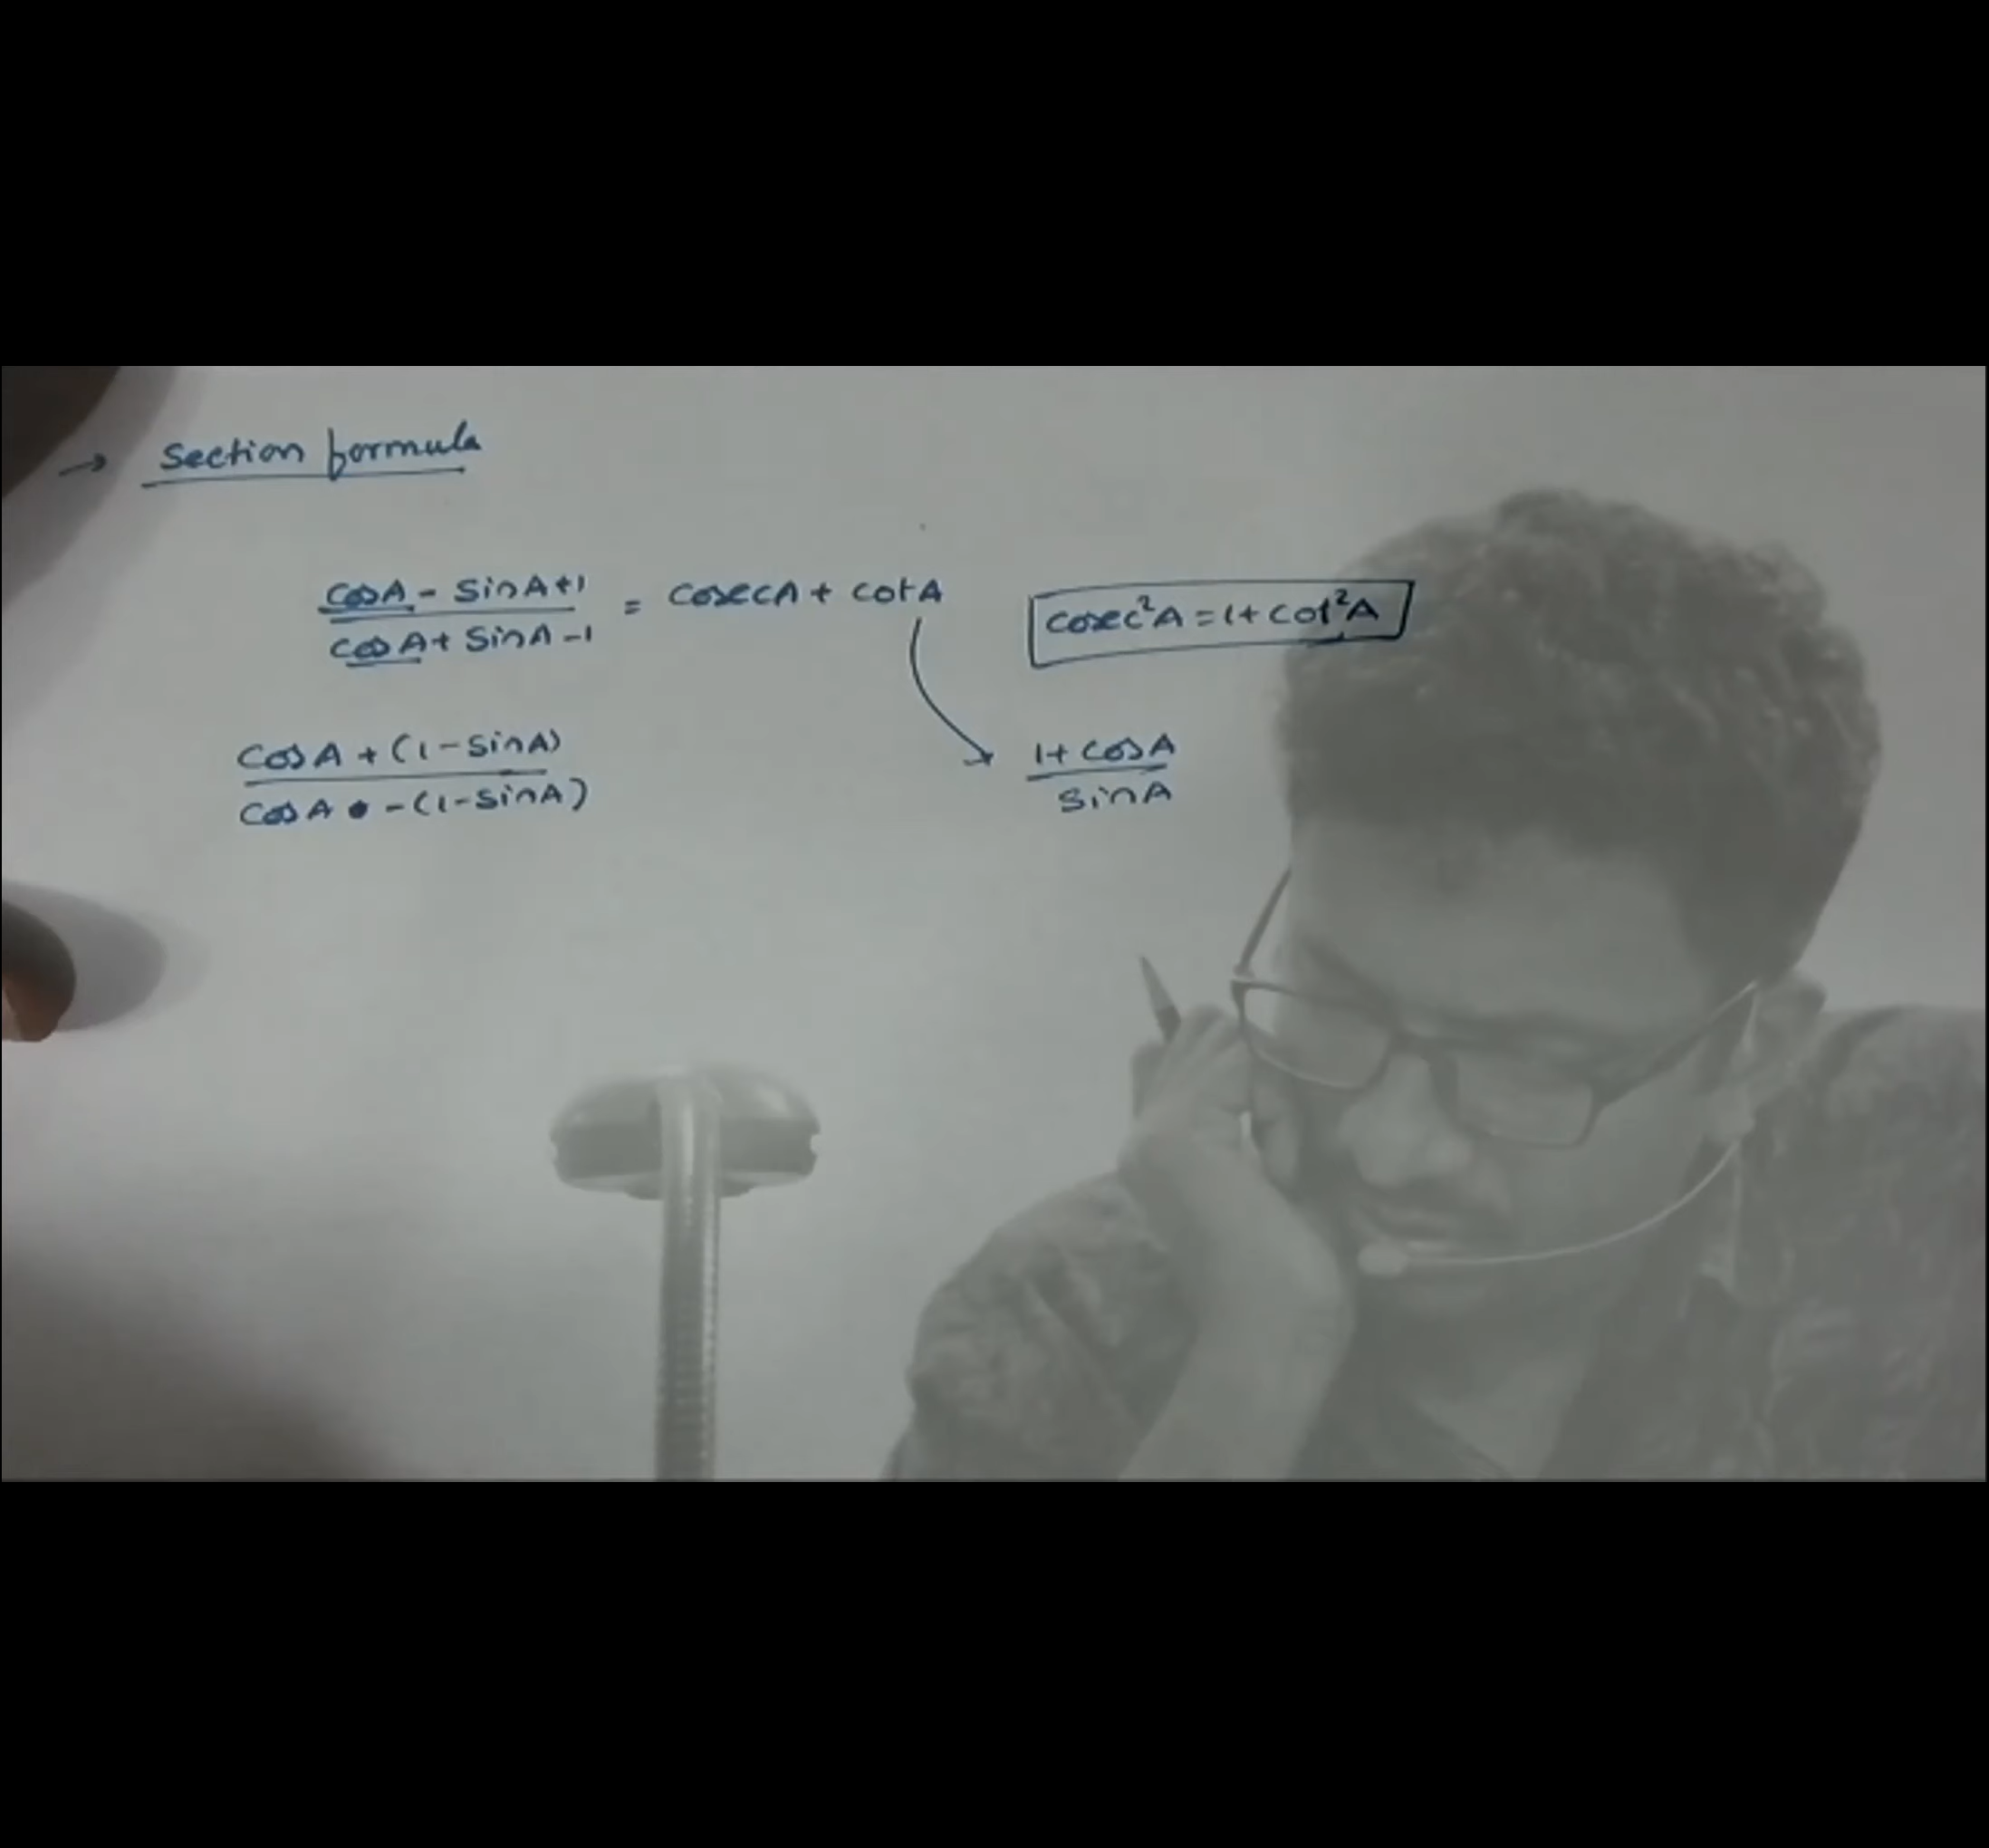 → Section formula
cosA - sinA+1 / cosA + sinA -1 = cosecA + cotA
cosec²A = 1+ cot²A
cosA + (1-sinA) / cosA • -(1-sinA)
1+ cosA / sinA